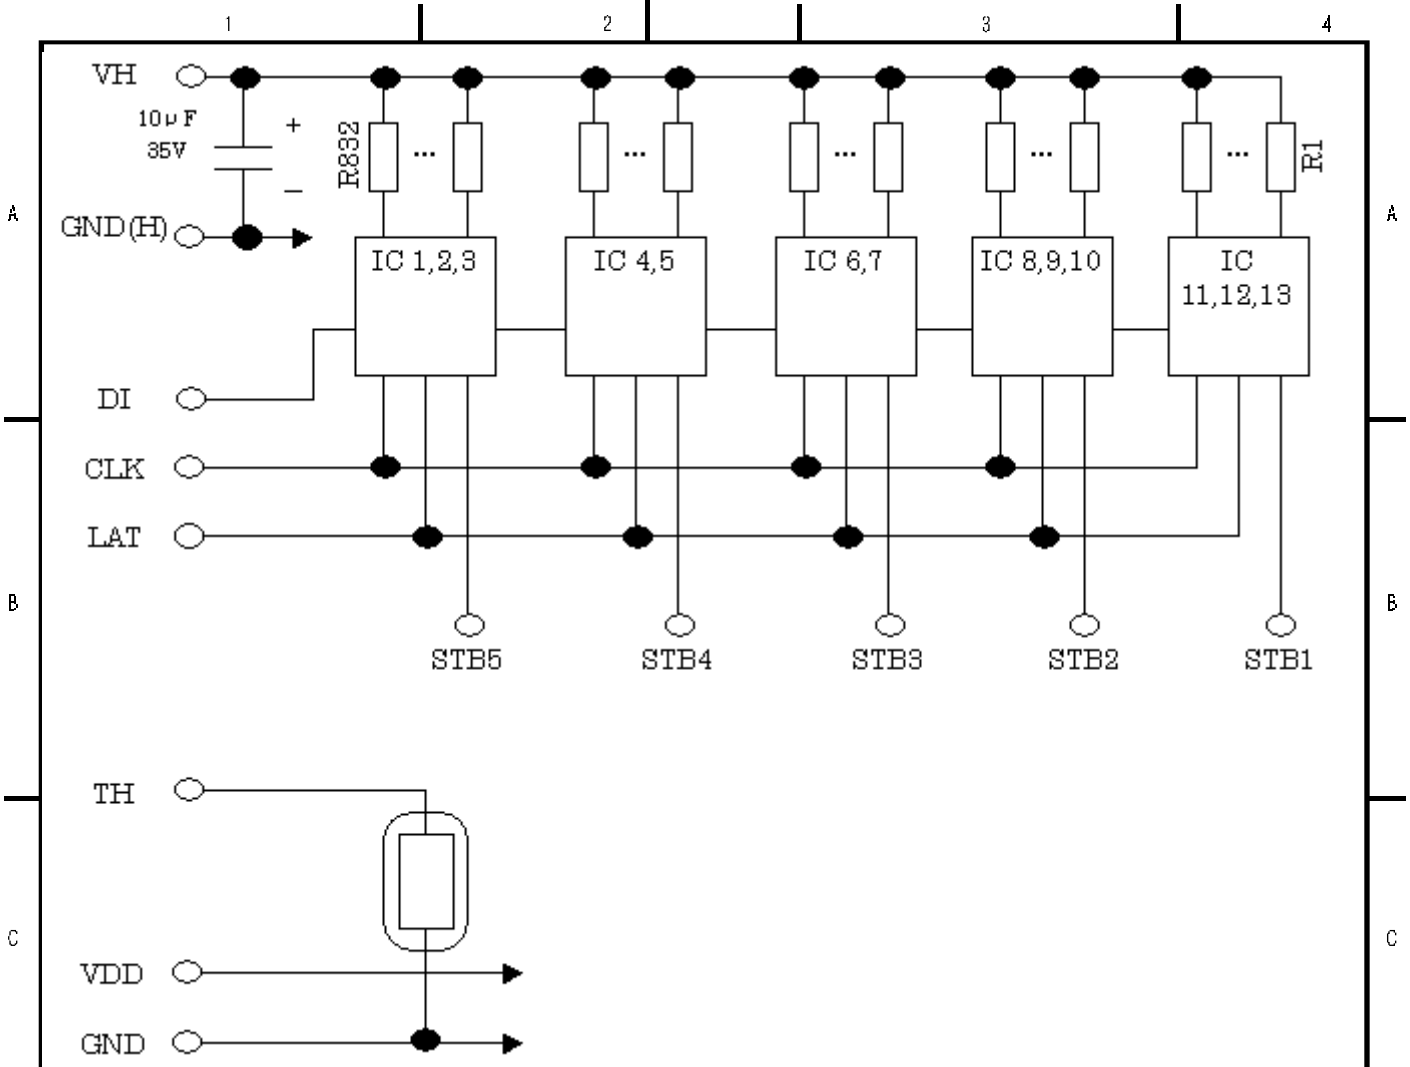 1 2 3 4
VH
10μF
35V
+
−
R832
...
...
...
...
...
R1
A
A
GND(H)
IC 1,2,3
IC 4,5
IC 6,7
IC 8,9,10
IC
11,12,13
DI
CLK
LAT
B
B
STB5
STB4
STB3
STB2
STB1
TH
C
C
VDD
GND